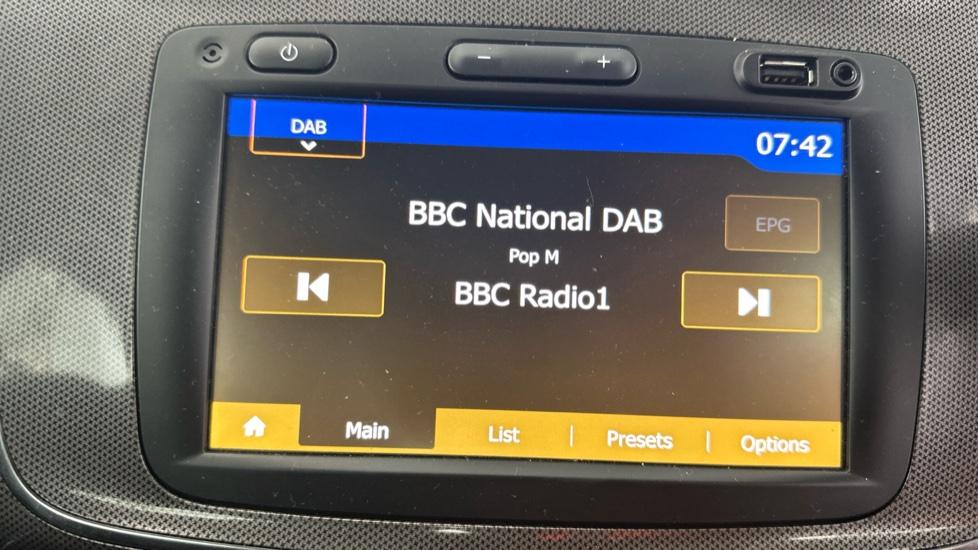 DAB
07:42
BBC National DAB
EPG
Pop M
BBC Radio1
Main
List
Presets
Options